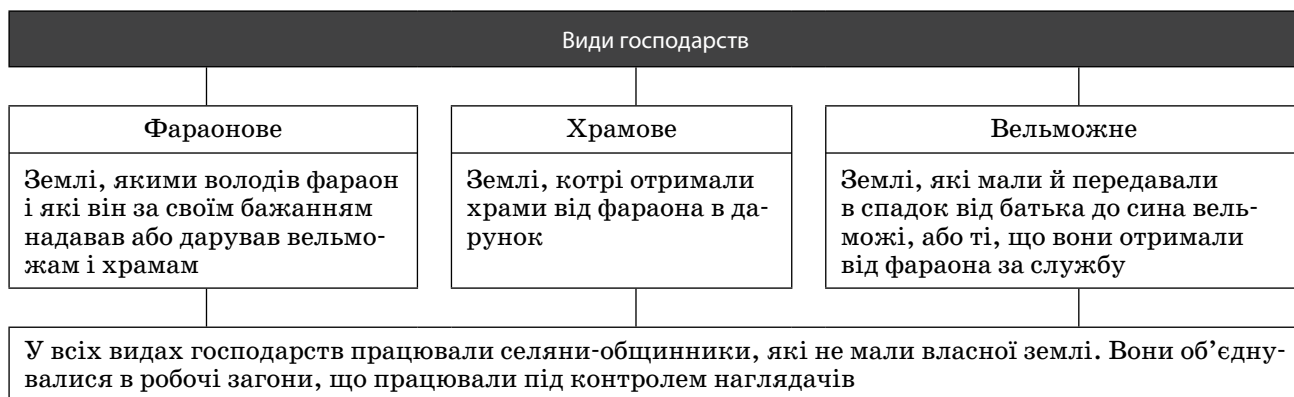 Види господарств
Фараонове
Землі, якими володів фараон
і які він за своїм бажанням
надавав або дарував вельмо-
жам і храмам
Храмове
Землі, котрі отримали
храми від фараона в да-
рунок
Вельможне
Землі, які мали й передавали
в спадок від батька до сина вель-
можі, або ті, що вони отримали
від фараона за службу
У всіх видах господарств працювали селяни-общинники, які не мали власної землі. Вони об’єдну-
валися в робочі загони, що працювали під контролем наглядачів